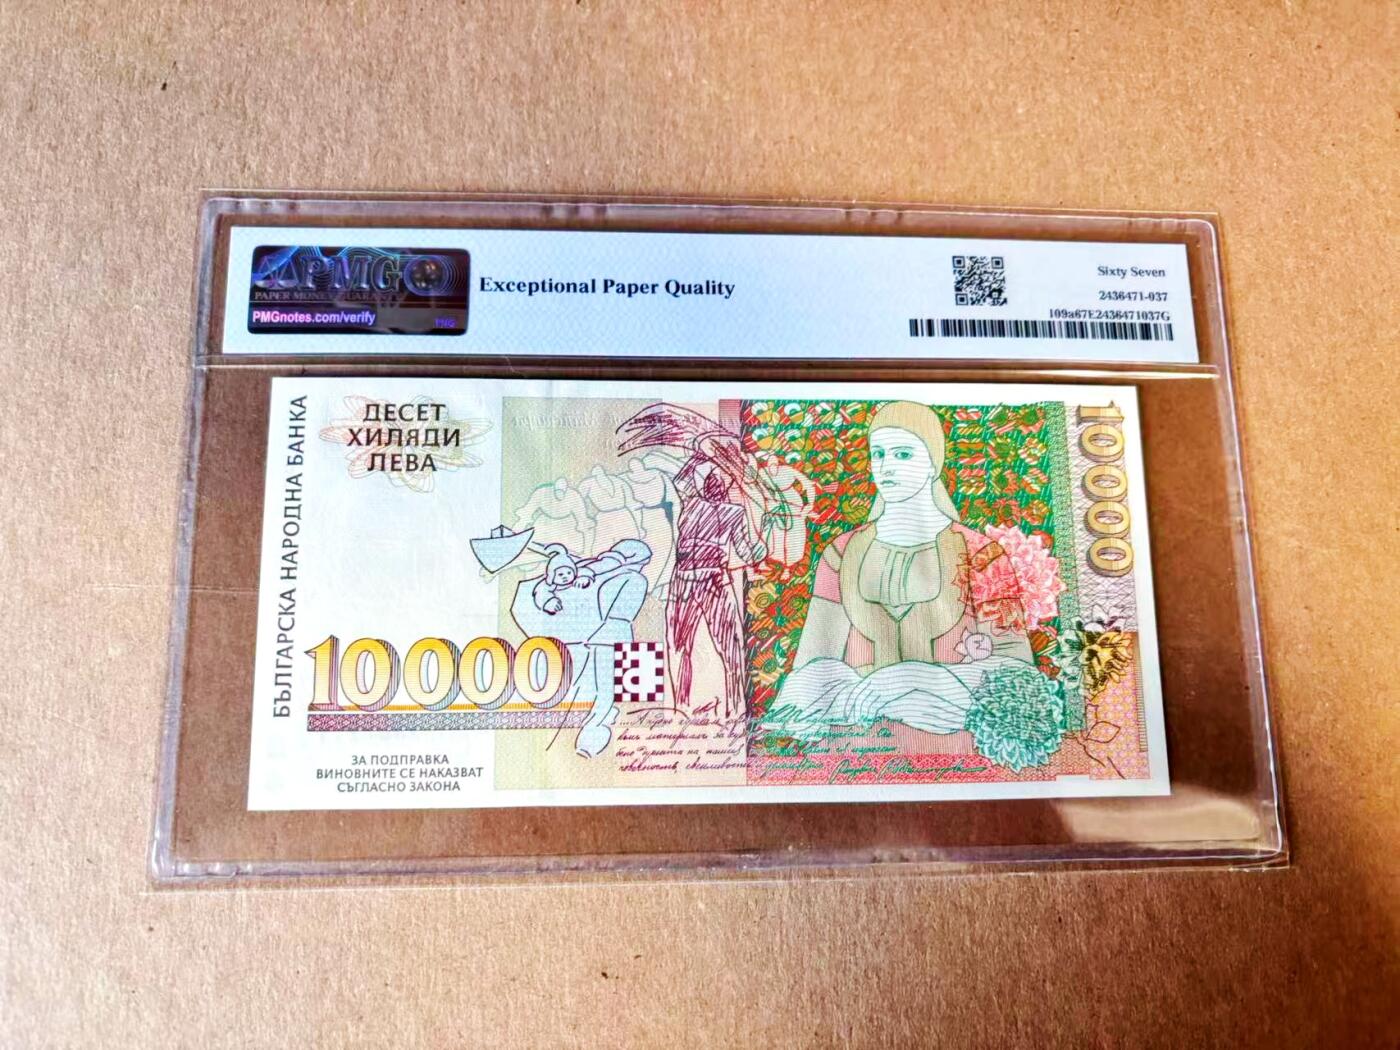 PMG
PAPER MONEY GUARANTY
PMGnotes.com/verify
PMG
Exceptional Paper Quality
Sixty Seven
2436471-037
109a67E2436471037G
БЪЛГАРСКА НАРОДНА БАНКА
ДЕСЕТ
ХИЛЯДИ
ЛЕВА
10000
10000
ЗА ПОДПРАВКА
ВИНОВНИТЕ СЕ НАКАЗВАТ
СЪГЛАСНО ЗАКОНА